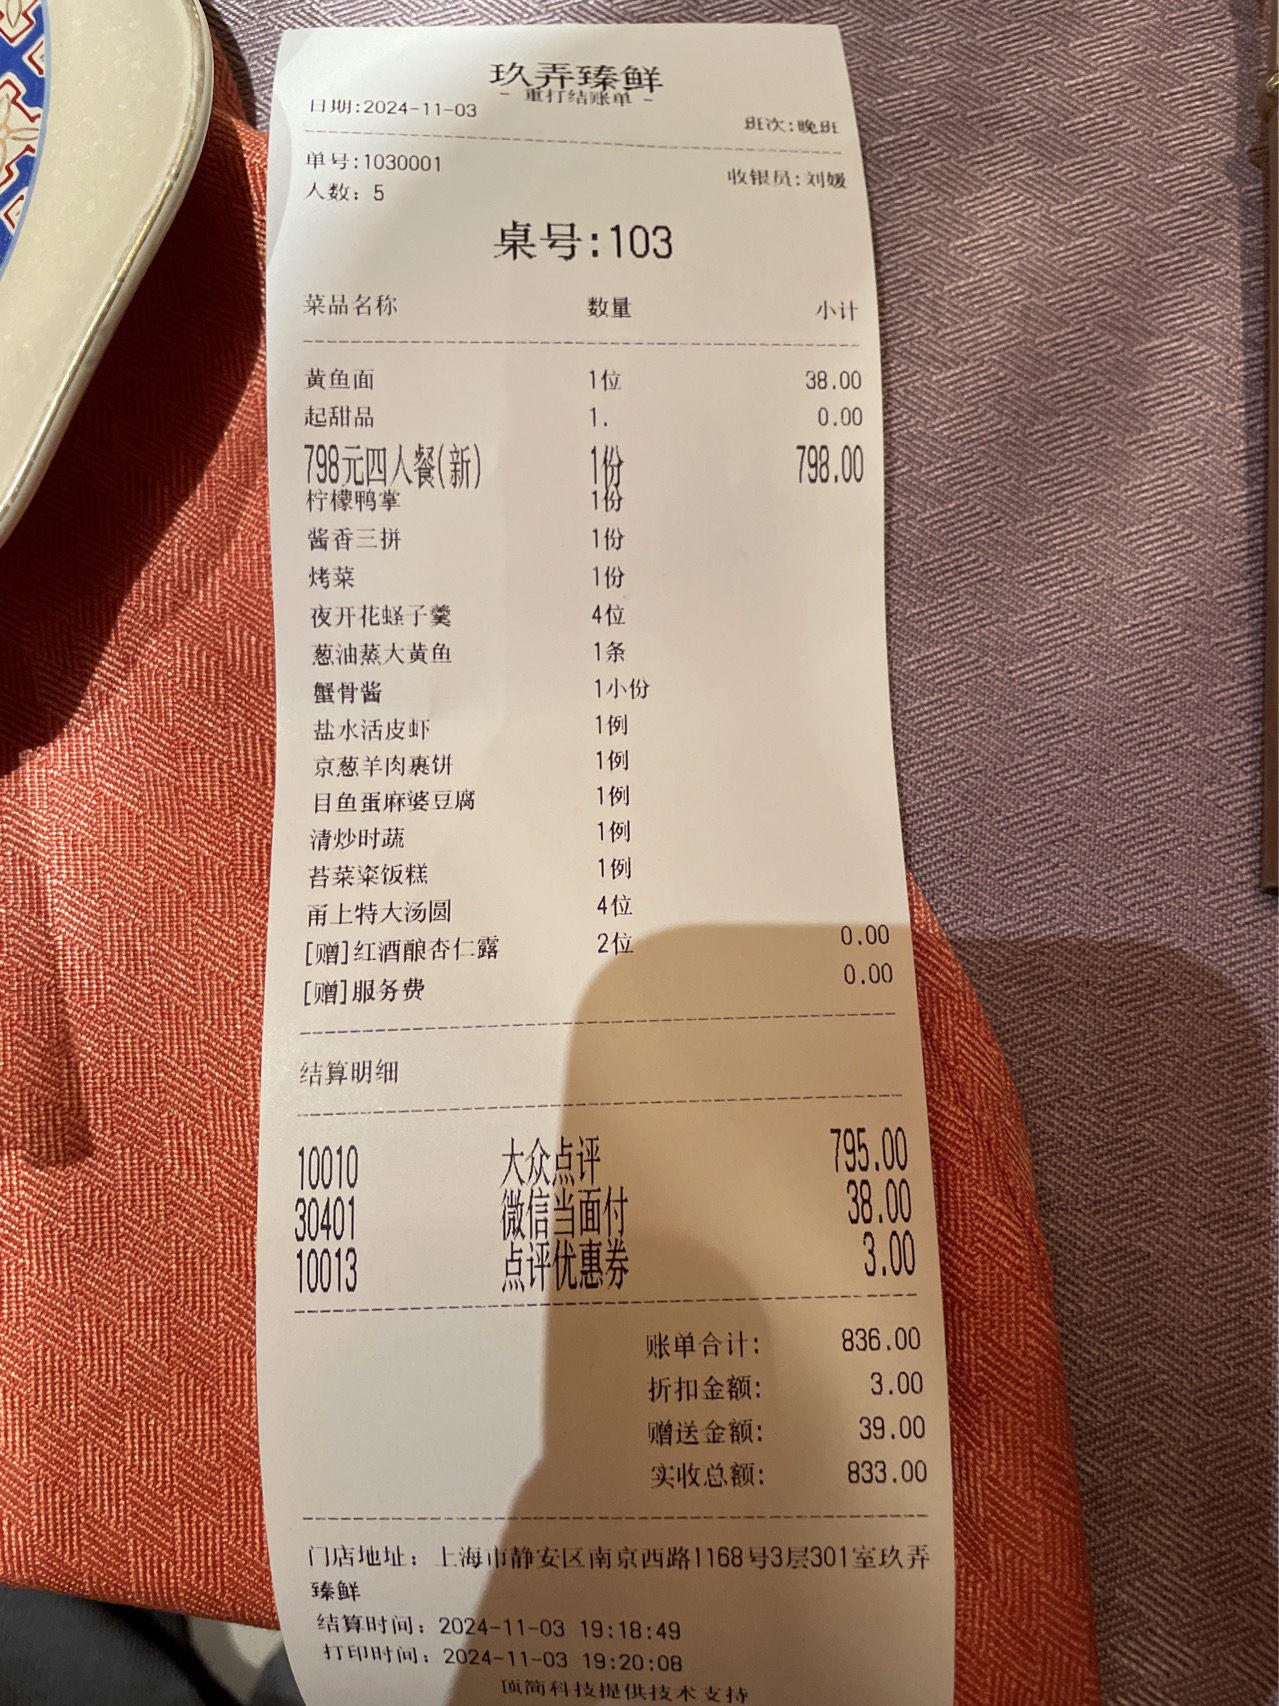 玖弄臻鲜
- 重打结账单 -
日期:2024-11-03 班次:晚班
单号:1030001 收银员:刘媛
人数: 5
桌号:103
菜品名称 数量 小计
黄鱼面 1位 38.00
起甜品 1. 0.00
798元四人餐(新) 1份 798.00
柠檬鸭掌 1份
酱香三拼 1份
烤菜 1份
夜开花蛏子羹 4位
葱油蒸大黄鱼 1条
蟹骨酱 1小份
盐水活皮虾 1例
京葱羊肉裹饼 1例
目鱼蛋麻婆豆腐 1例
清炒时蔬 1例
苔菜粢饭糕 1例
甬上特大汤圆 4位
[赠]红酒酿杏仁露 2位 0.00
[赠]服务费 0.00
结算明细
10010 大众点评 795.00
30401 微信当面付 38.00
10013 点评优惠券 3.00
账单合计: 836.00
折扣金额: 3.00
赠送金额: 39.00
实收总额: 833.00
门店地址: 上海市静安区南京西路1168号3层301室玖弄
臻鲜
结算时间: 2024-11-03 19:18:49
打印时间: 2024-11-03 19:20:08
顶简科技提供技术支持